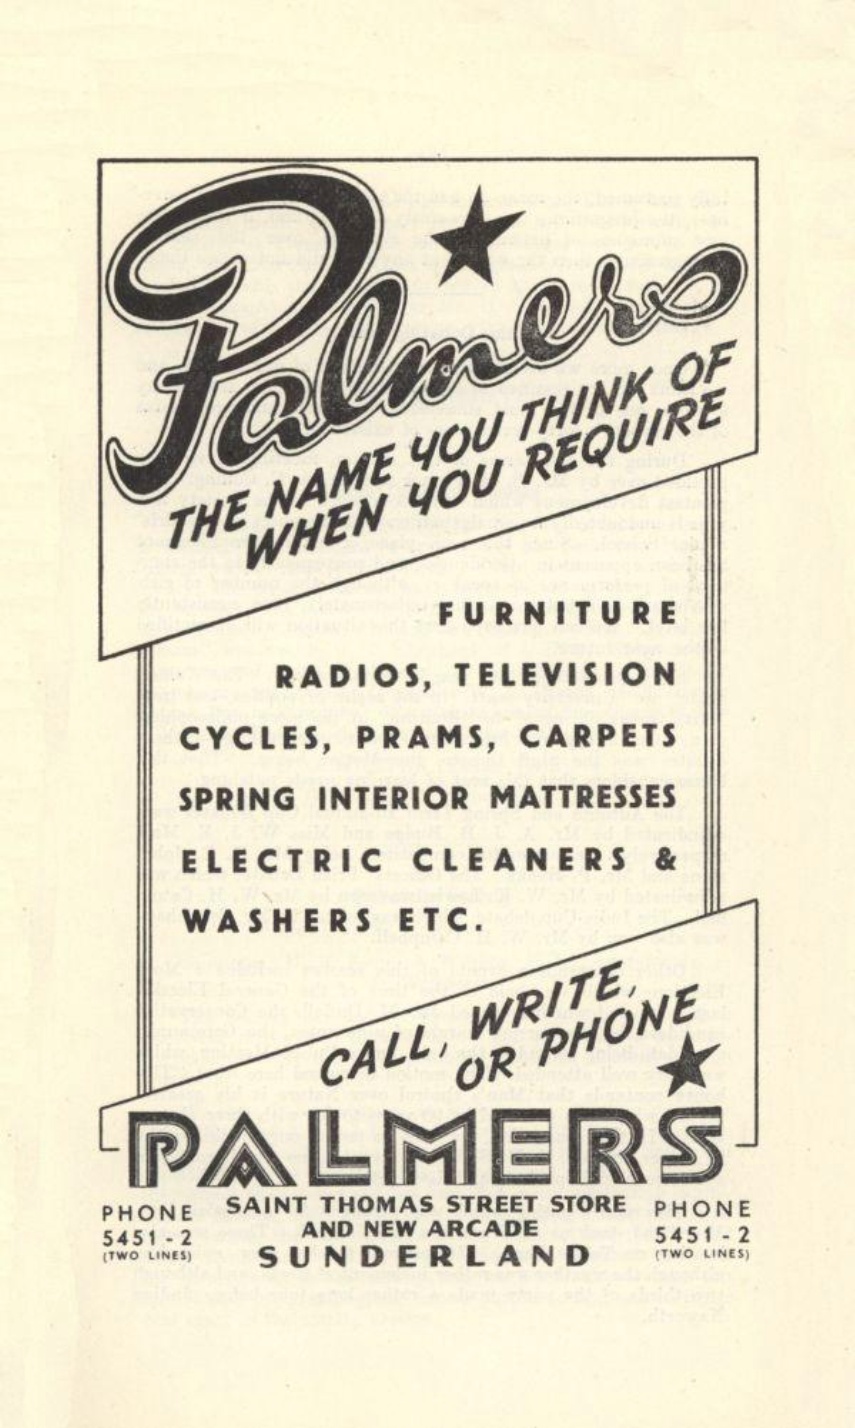 Palmers
THE NAME YOU THINK OF
WHEN YOU REQUIRE
FURNITURE
RADIOS, TELEVISION
CYCLES, PRAMS, CARPETS
SPRING INTERIOR MATTRESSES
ELECTRIC CLEANERS &
WASHERS ETC.
CALL, WRITE,
OR PHONE
PALMERS
PHONE
5451 - 2
(TWO LINES)
SAINT THOMAS STREET STORE
AND NEW ARCADE
SUNDERLAND
PHONE
5451 - 2
(TWO LINES)